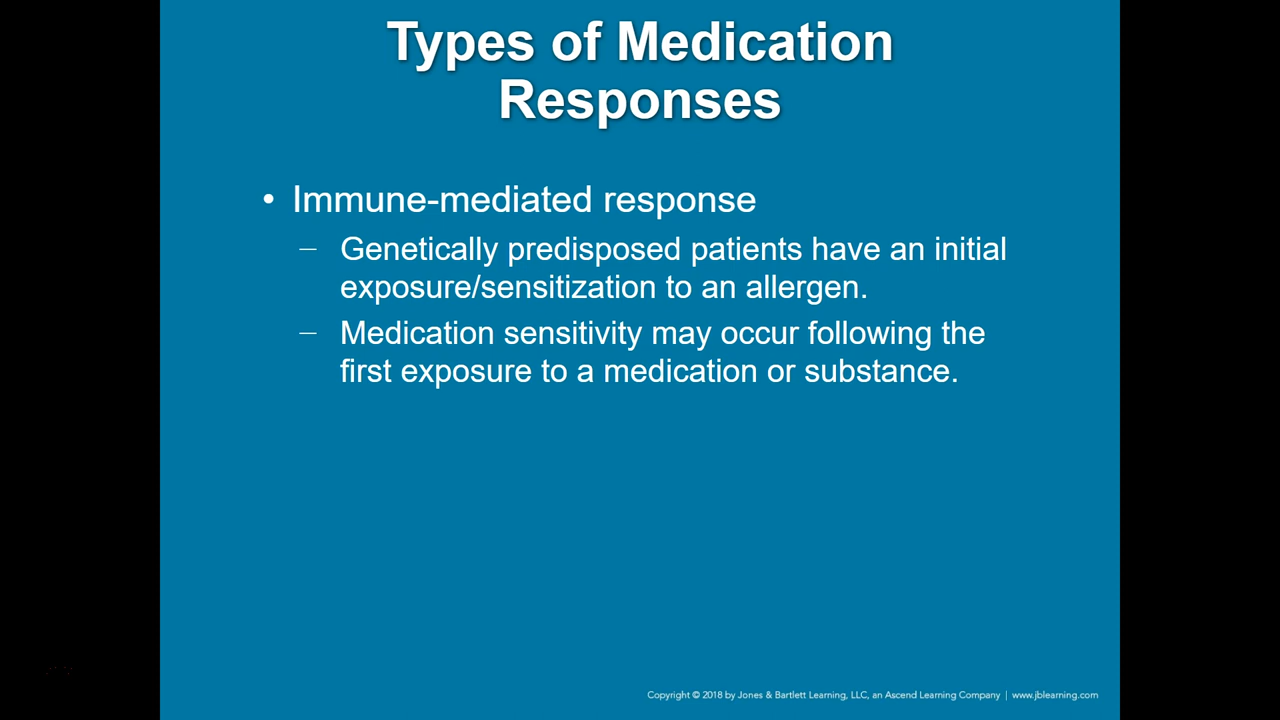 Types of Medication
Responses
• Immune-mediated response
– Genetically predisposed patients have an initial
exposure/sensitization to an allergen.
– Medication sensitivity may occur following the
first exposure to a medication or substance.
Copyright © 2018 by Jones & Bartlett Learning, LLC, an Ascend Learning Company | www.jblearning.com